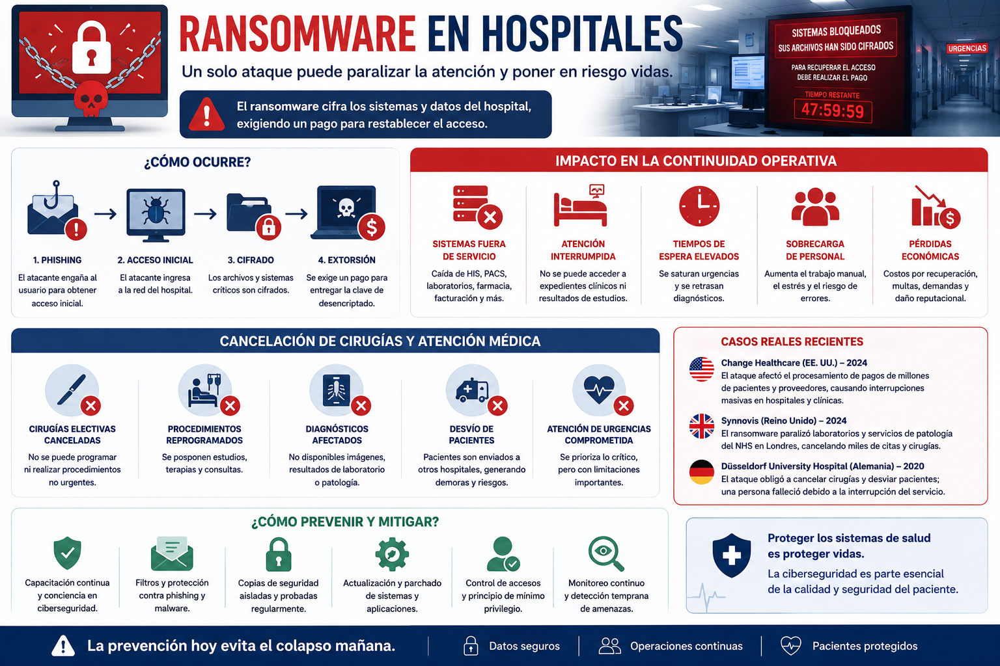 RANSOMWARE EN HOSPITALES
Un solo ataque puede paralizar la atención y poner en riesgo vidas.
El ransomware cifra los sistemas y datos del hospital,
exigiendo un pago para restablecer el acceso.
SISTEMAS BLOQUEADOS
SUS ARCHIVOS HAN SIDO CIFRADOS
PARA RECUPERAR EL ACCESO
DEBE REALIZAR EL PAGO
TIEMPO RESTANTE
47:59:59
URGENCIAS
¿CÓMO OCURRE?
1. PHISHING
El atacante engaña al
usuario para obtener
acceso inicial.
2. ACCESO INICIAL
El atacante ingresa
a la red del hospital.
3. CIFRADO
Los archivos y sistemas
críticos son cifrados.
$
4. EXTORSIÓN
Se exige un pago para
entregar la clave de
desencriptado.
IMPACTO EN LA CONTINUIDAD OPERATIVA
SISTEMAS FUERA
DE SERVICIO
Caída de HIS, PACS,
laboratorios, farmacia,
facturación y más.
ATENCIÓN
INTERRUMPIDA
No se puede acceder a
expedientes clínicos ni
resultados de estudios.
TIEMPOS DE
ESPERA ELEVADOS
Se saturan urgencias
y se retrasan
diagnósticos.
SOBRECARGA
DE PERSONAL
Aumenta el trabajo manual,
el estrés y el riesgo de
errores.
$
PÉRDIDAS
ECONÓMICAS
Costos por recuperación,
multas, demandas y
daño reputacional.
CANCELACIÓN DE CIRUGÍAS Y ATENCIÓN MÉDICA
CIRUGÍAS ELECTIVAS
CANCELADAS
No se puede programar
ni realizar procedimientos
no urgentes.
PROCEDIMIENTOS
REPROGRAMADOS
Se posponen estudios,
terapias y consultas.
DIAGNÓSTICOS
AFECTADOS
No disponibles imágenes,
resultados de laboratorio
o patología.
DESVÍO DE
PACIENTES
Pacientes son enviados a
otros hospitales, generando
demoras y riesgos.
ATENCIÓN DE URGENCIAS
COMPROMETIDA
Se prioriza lo crítico,
pero con limitaciones
importantes.
CASOS REALES RECIENTES
Change Healthcare (EE. UU.) – 2024
El ataque afectó el procesamiento de pagos de millones
de pacientes y proveedores, causando interrupciones
masivas en hospitales y clínicas.
Synnovis (Reino Unido) – 2024
El ransomware paralizó laboratorios y servicios de patología
del NHS en Londres, cancelando miles de citas y cirugías.
Düsseldorf University Hospital (Alemania) – 2020
El ataque obligó a cancelar cirugías y desviar pacientes;
una persona falleció debido a la interrupción del servicio.
¿CÓMO PREVENIR Y MITIGAR?
Capacitación continua
y conciencia en
ciberseguridad.
Filtros y protección
contra phishing y
malware.
Copias de seguridad
aisladas y probadas
regularmente.
Actualización y parchado
de sistemas y
aplicaciones.
Control de accesos
y principio de mínimo
privilegio.
Monitoreo continuo
y detección temprana
de amenazas.
Proteger los sistemas de salud
es proteger vidas.
La ciberseguridad es parte esencial
de la calidad y seguridad del paciente.
La prevención hoy evita el colapso mañana.
Datos seguros
Operaciones continuas
Pacientes protegidos